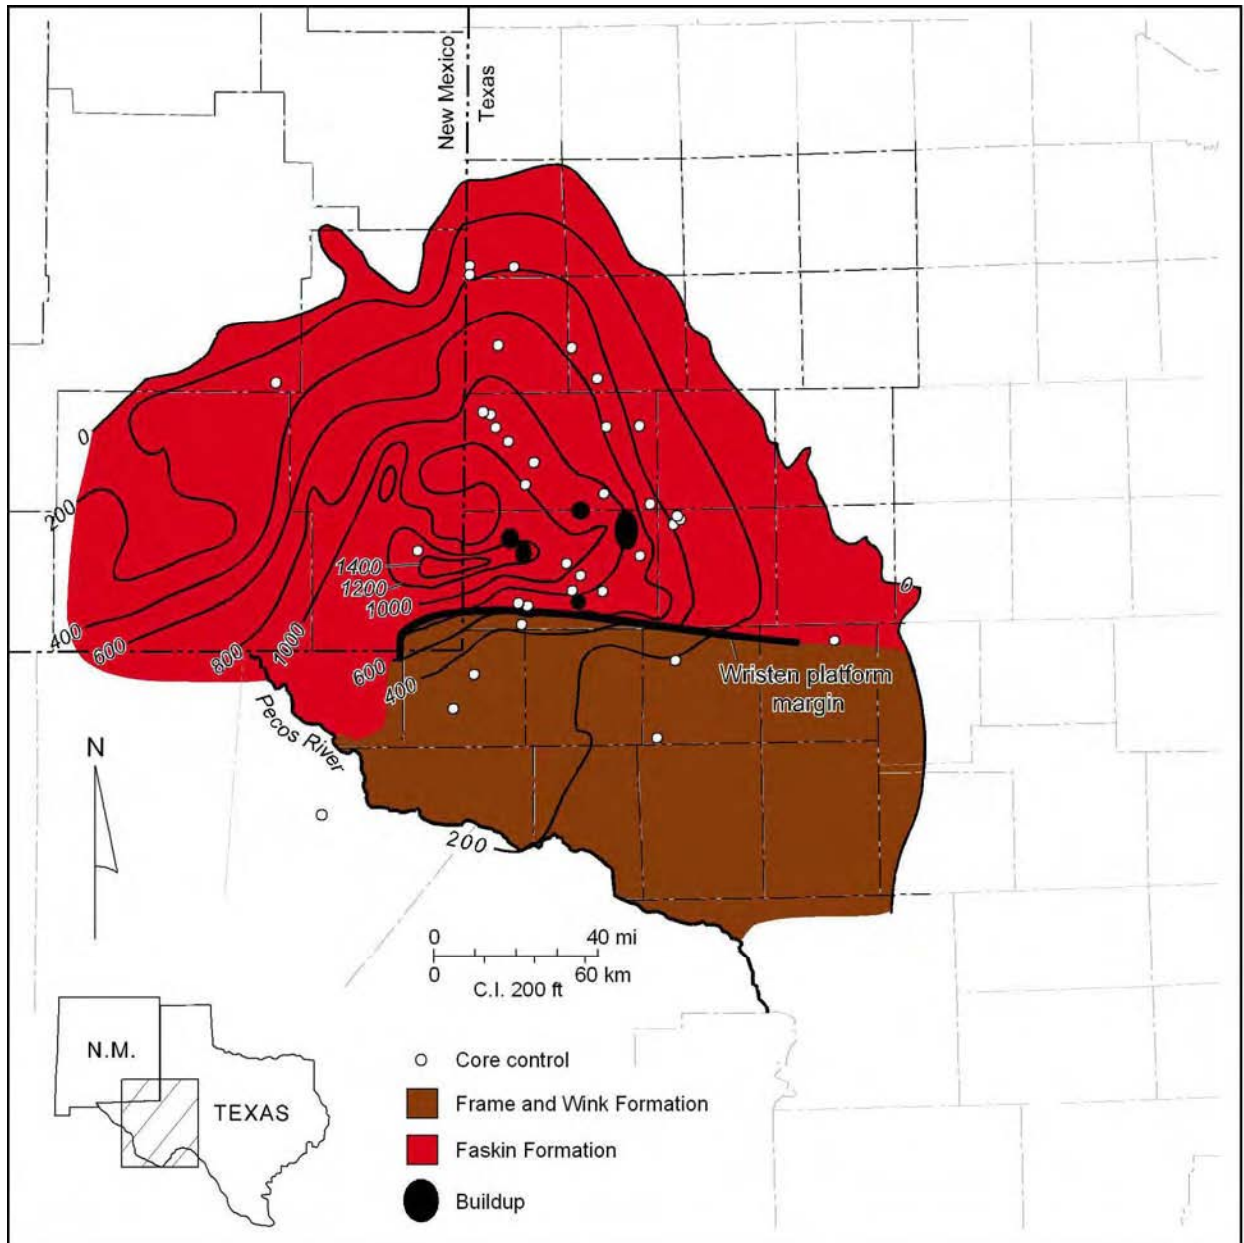 New Mexico
Texas
0
200
400
600
800
1000
1400
1200
1000
600
400
0
Wristen platform
margin
Pecos River
N
200
0 40 mi
0 60 km
C.I. 200 ft
N.M.
TEXAS
Core control
Frame and Wink Formation
Faskin Formation
Buildup